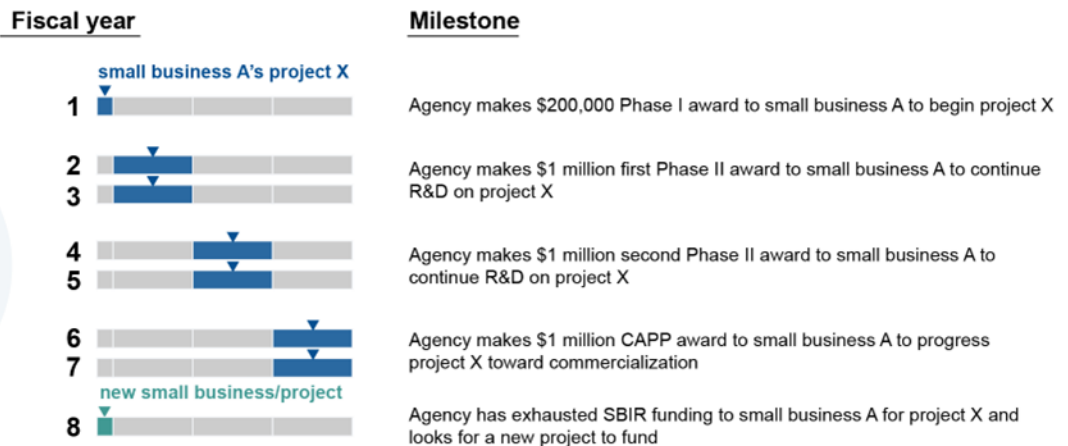 Fiscal year
Milestone
small business A's project X
1
Agency makes $200,000 Phase I award to small business A to begin project X
2
3
Agency makes $1 million first Phase II award to small business A to continue
R&D on project X
4
5
Agency makes $1 million second Phase II award to small business A to
continue R&D on project X
6
7
Agency makes $1 million CAPP award to small business A to progress
project X toward commercialization
new small business/project
8
Agency has exhausted SBIR funding to small business A for project X and
looks for a new project to fund